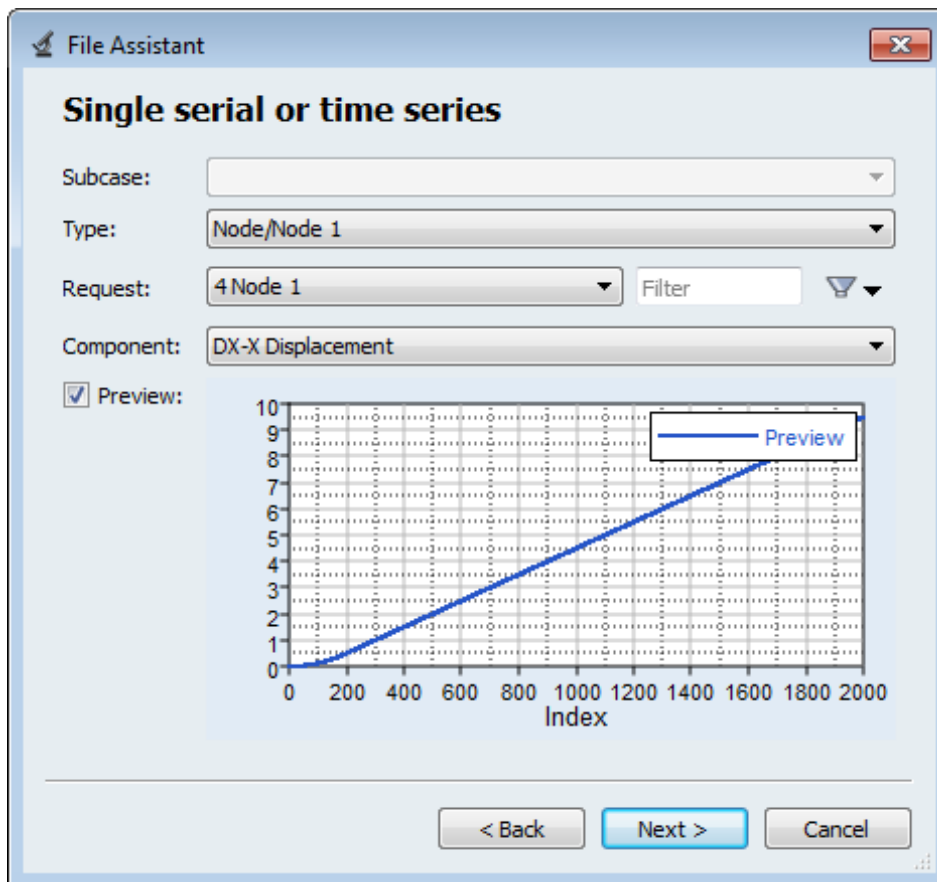 File Assistant
Single serial or time series
Subcase:
Type: Node/Node 1
Request: 4 Node 1 Filter
Component: DX-X Displacement
Preview:
10
9
8
7
6
5
4
3
2
1
0
Preview
0 200 400 600 800 1000 1200 1400 1600 1800 2000
Index
< Back Next > Cancel